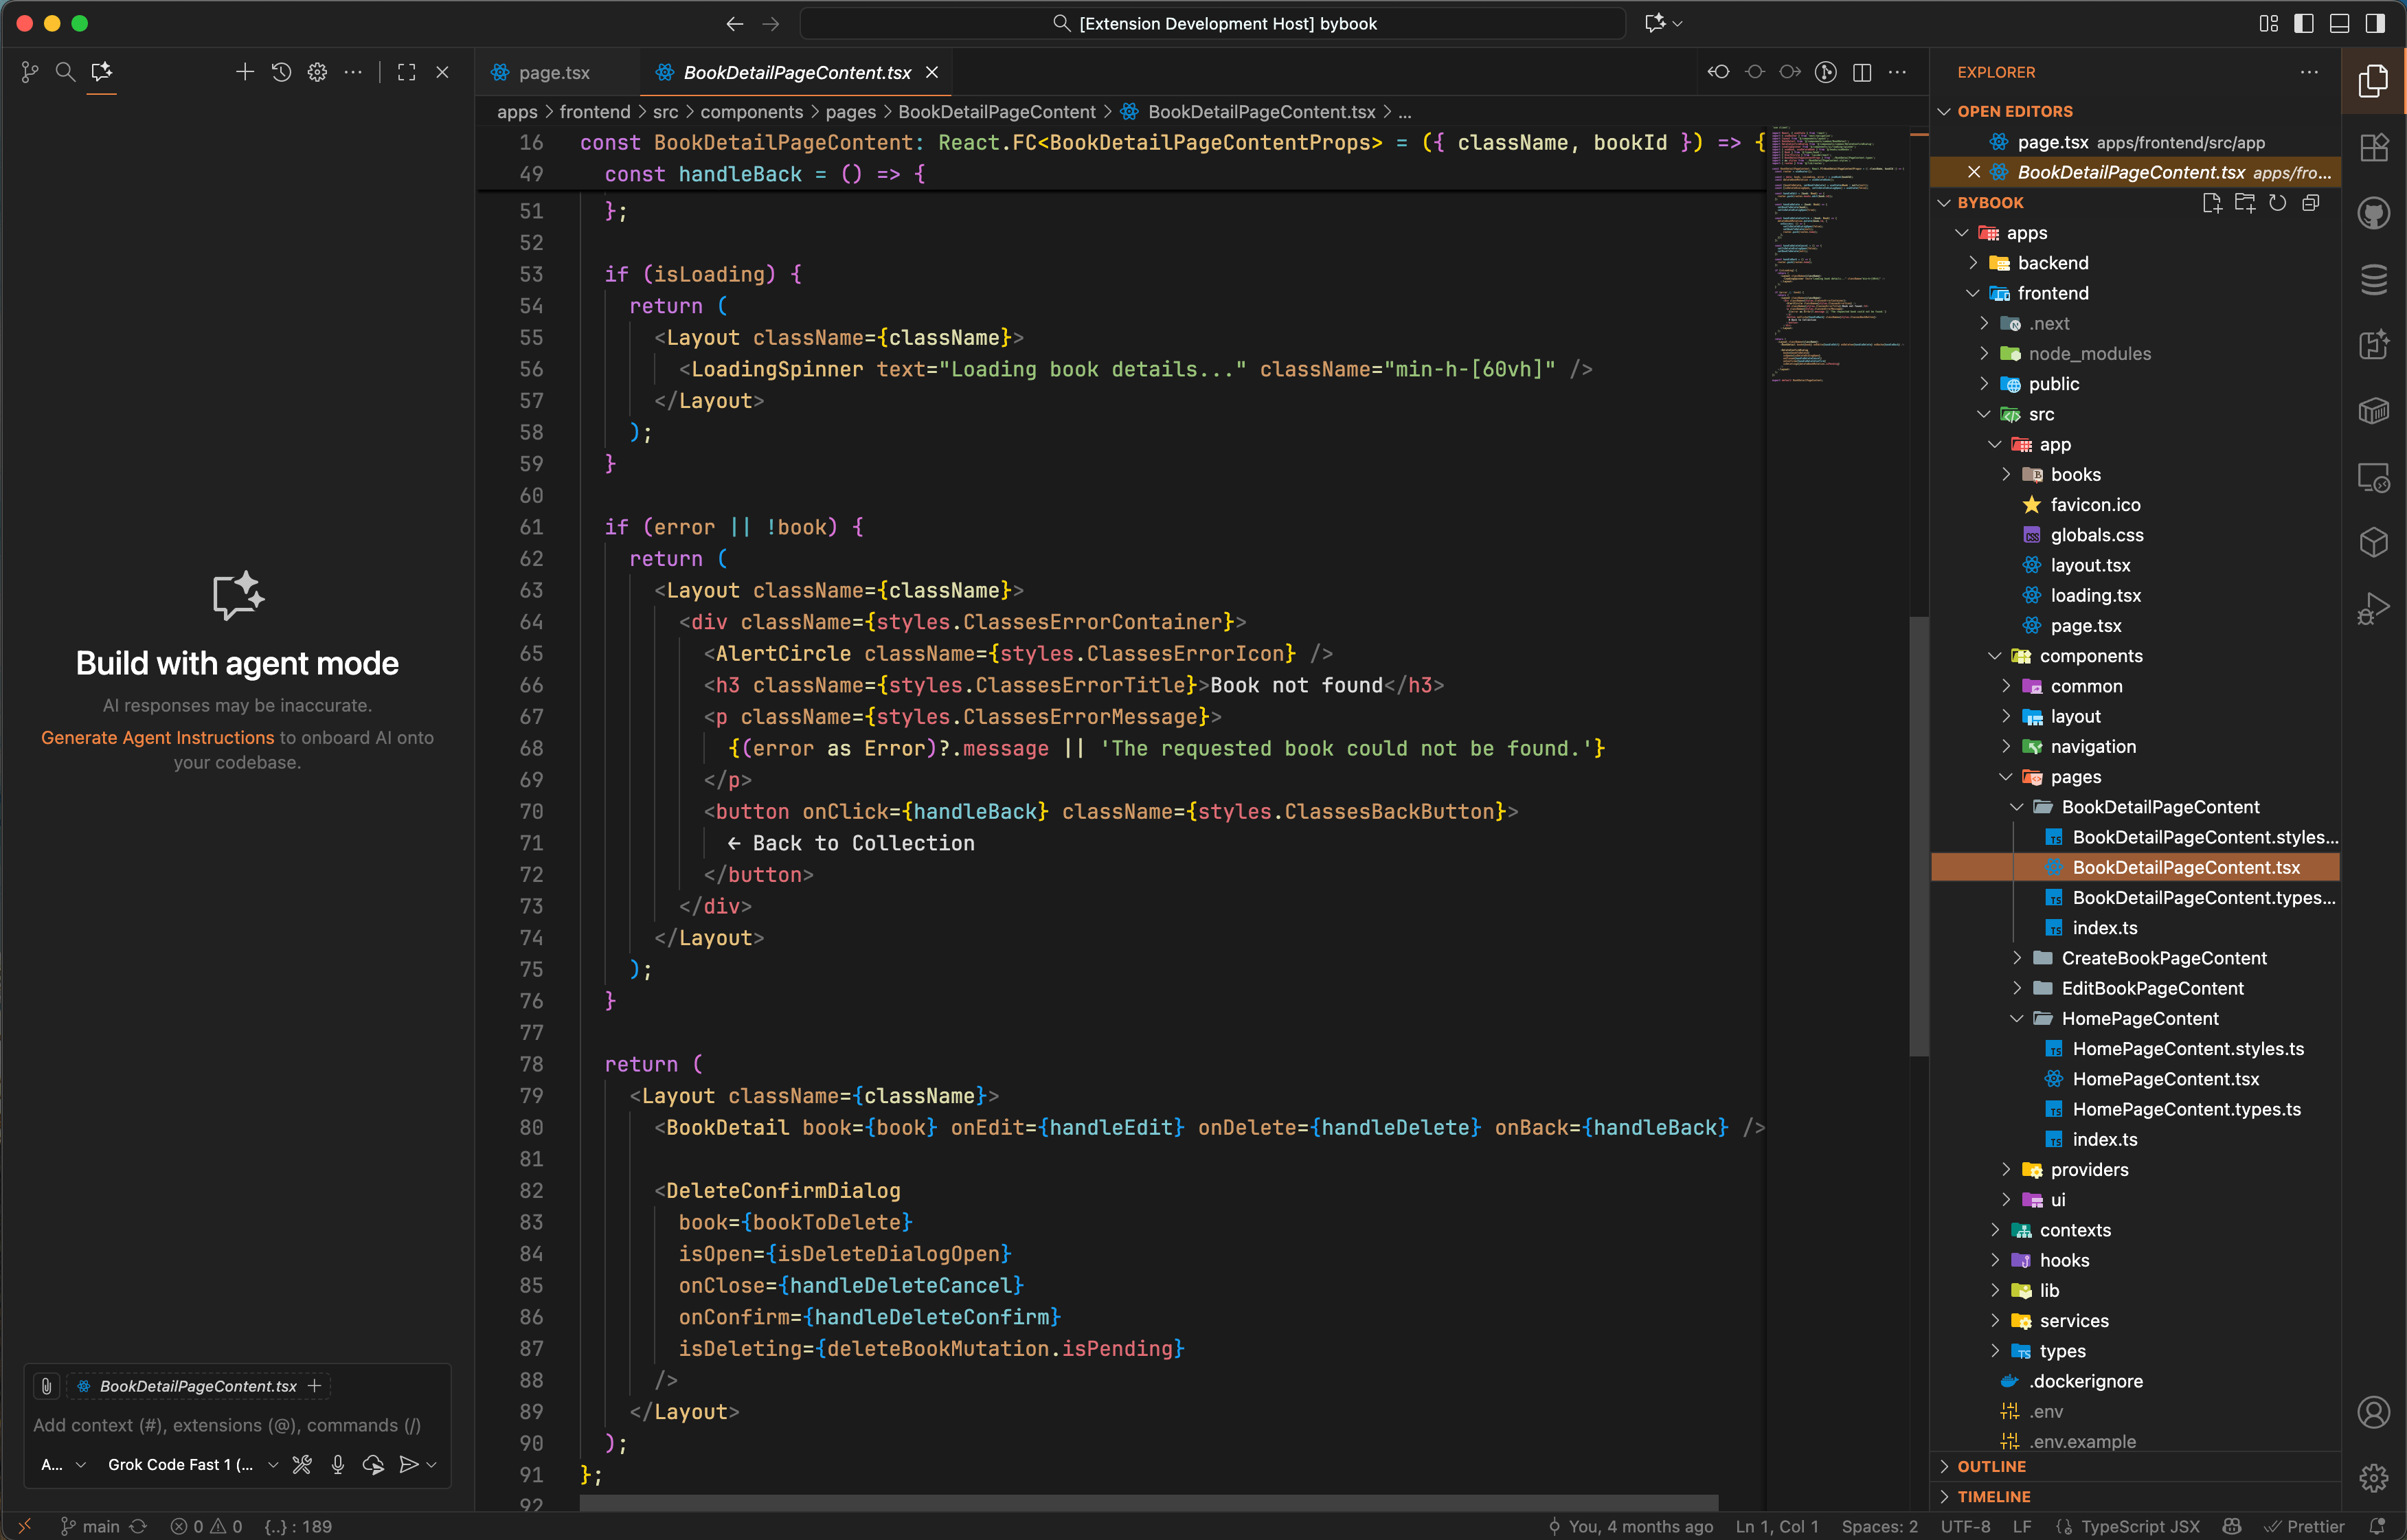 [Extension Development Host] bybook
page.tsx
BookDetailPageContent.tsx
apps > frontend > src > components > pages > BookDetailPageContent > BookDetailPageContent.tsx > ...
16 const BookDetailPageContent: React.FC<BookDetailPageContentProps> = ({ className, bookId }) => {
49 const handleBack = () => {
51 };
52
53 if (isLoading) {
54 return (
55 <Layout className={className}>
56 <LoadingSpinner text="Loading book details..." className="min-h-[60vh]" />
57 </Layout>
58 );
59 }
60
61 if (error || !book) {
62 return (
63 <Layout className={className}>
64 <div className={styles.ClassesErrorContainer}>
65 <AlertCircle className={styles.ClassesErrorIcon} />
66 <h3 className={styles.ClassesErrorTitle}>Book not found</h3>
67 <p className={styles.ClassesErrorMessage}>
68 {(error as Error)?.message || 'The requested book could not be found.'}
69 </p>
70 <button onClick={handleBack} className={styles.ClassesBackButton}>
71 ← Back to Collection
72 </button>
73 </div>
74 </Layout>
75 );
76 }
77
78 return (
79 <Layout className={className}>
80 <BookDetail book={book} onEdit={handleEdit} onDelete={handleDelete} onBack={handleBack} />
81
82 <DeleteConfirmDialog
83 book={bookToDelete}
84 isOpen={isDeleteDialogOpen}
85 onClose={handleDeleteCancel}
86 onConfirm={handleDeleteConfirm}
87 isDeleting={deleteBookMutation.isPending}
88 />
89 </Layout>
90 );
91 };
92
Build with agent mode
AI responses may be inaccurate.
Generate Agent Instructions to onboard AI onto
your codebase.
BookDetailPageContent.tsx
Add context (#), extensions (@), commands (/)
A... Grok Code Fast 1 (...
EXPLORER
OPEN EDITORS
page.tsx apps/frontend/src/app
BookDetailPageContent.tsx apps/fro...
BYBOOK
apps
backend
frontend
.next
node_modules
public
src
app
books
favicon.ico
globals.css
layout.tsx
loading.tsx
page.tsx
components
common
layout
navigation
pages
BookDetailPageContent
BookDetailPageContent.styles...
BookDetailPageContent.tsx
BookDetailPageContent.types...
index.ts
CreateBookPageContent
EditBookPageContent
HomePageContent
HomePageContent.styles.ts
HomePageContent.tsx
HomePageContent.types.ts
index.ts
providers
ui
contexts
hooks
lib
services
types
.dockerignore
.env
.env.example
OUTLINE
TIMELINE
main 0 0 {..} : 189
You, 4 months ago Ln 1, Col 1 Spaces: 2 UTF-8 LF TypeScript JSX Prettier